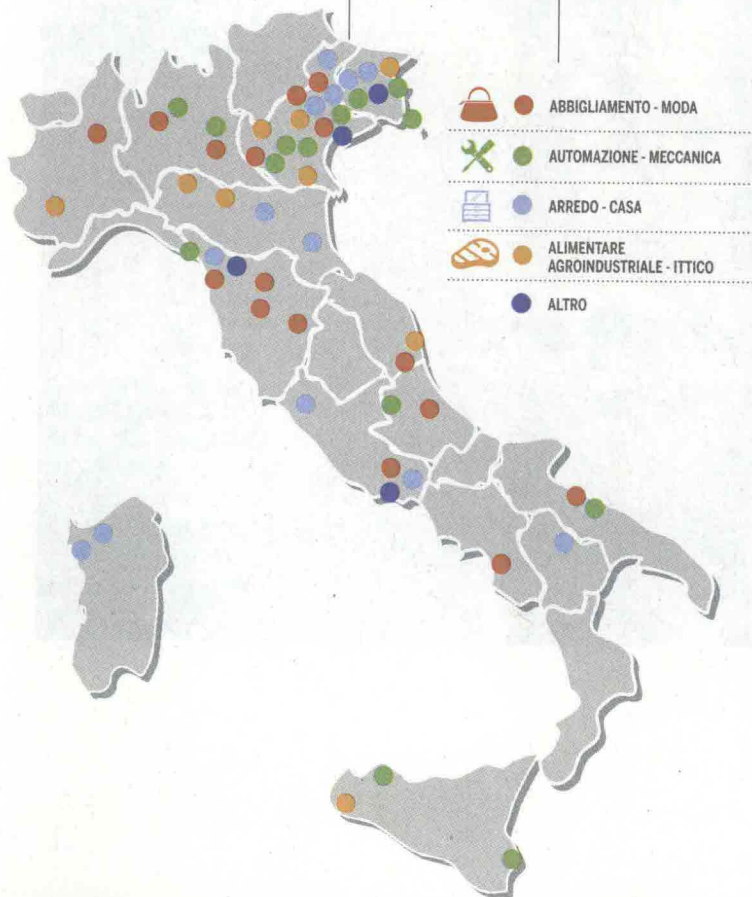 ABBIGLIAMENTO - MODA
AUTOMAZIONE - MECCANICA
ARREDO - CASA
ALIMENTARE
AGROINDUSTRIALE - ITTICO
ALTRO